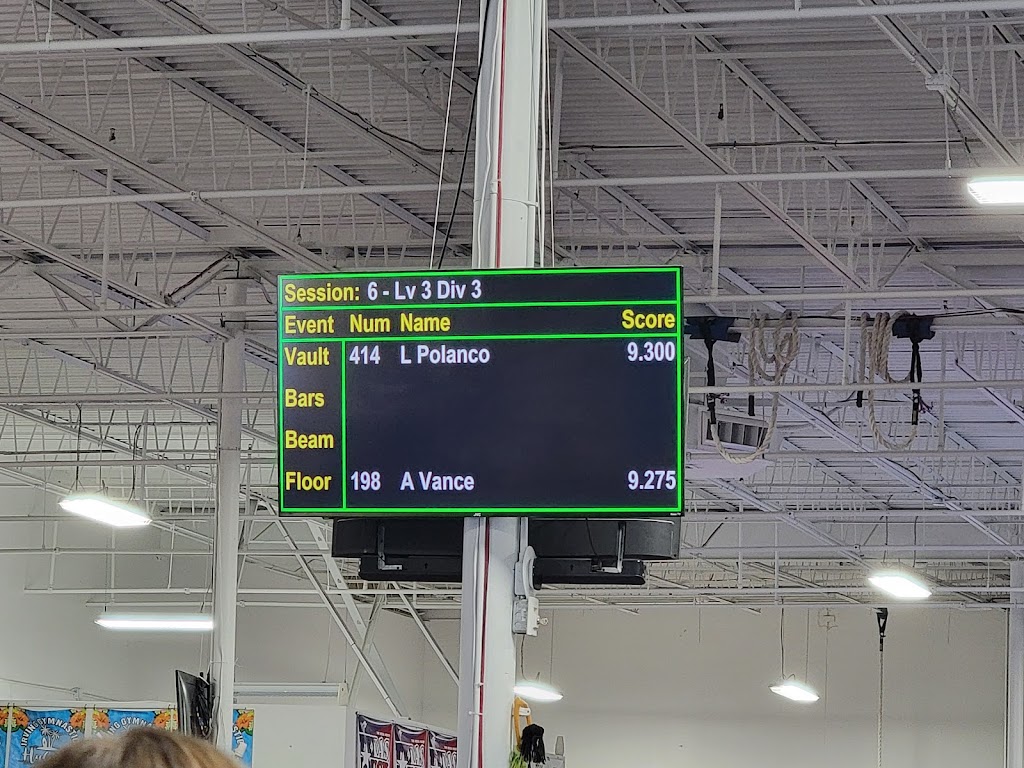 Session: 6 - Lv 3 Div 3
Event Num Name Score
Vault 414 L Polanco 9.300
Bars
Beam
Floor 198 A Vance 9.275
JVC